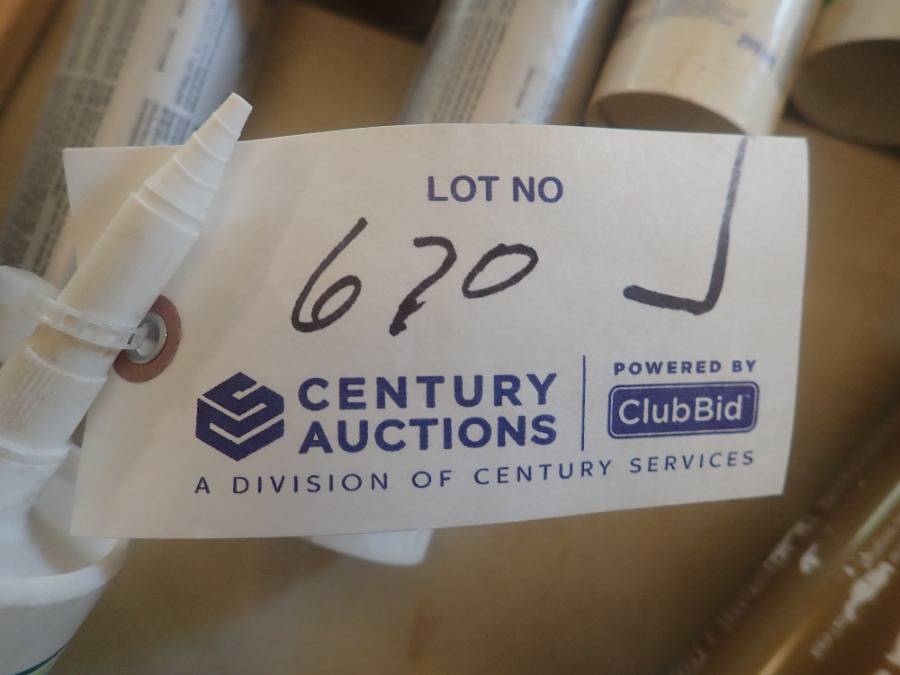 LOT NO
670 J
CENTURY
AUCTIONS
POWERED BY
ClubBid
A DIVISION OF CENTURY SERVICES